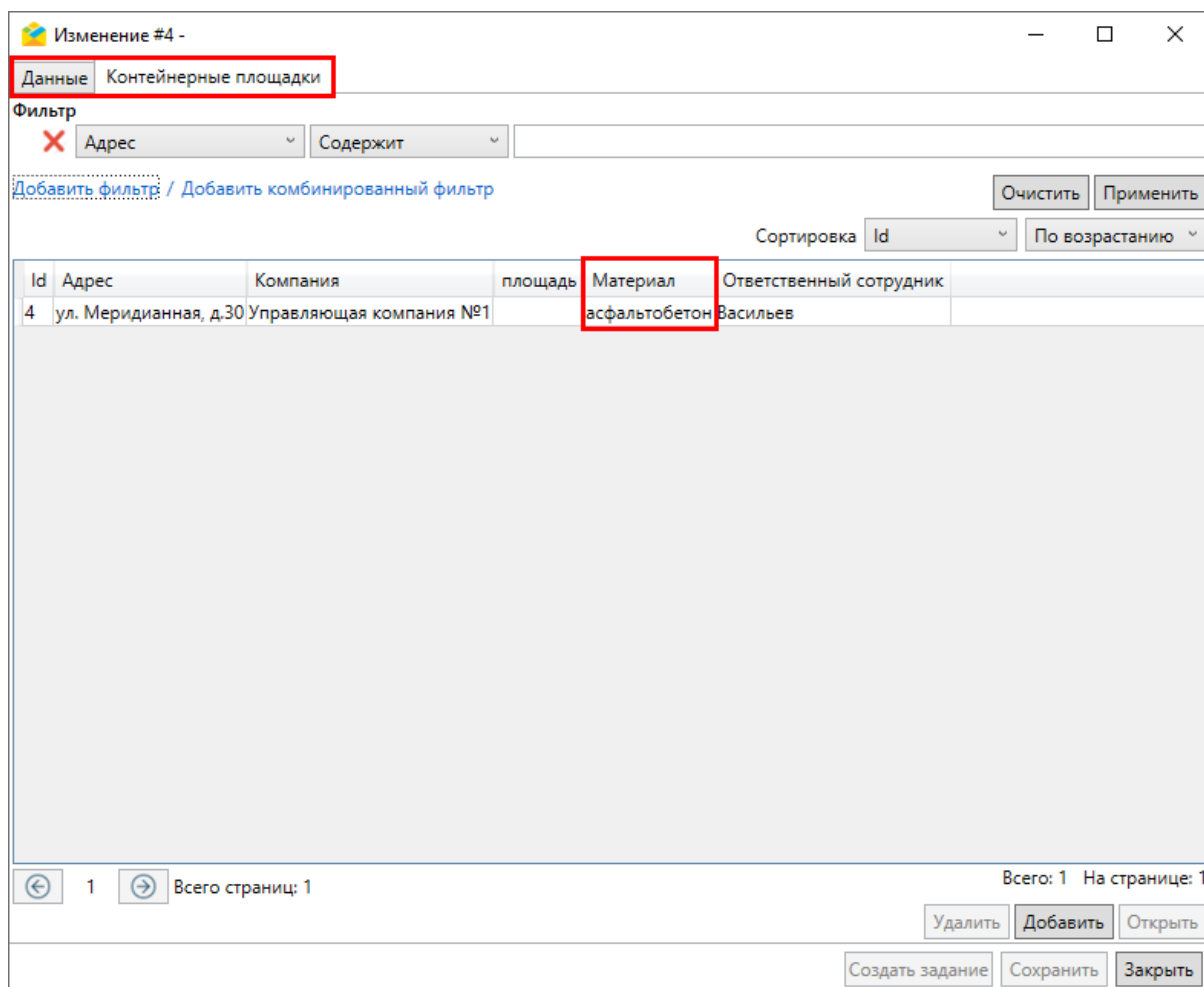 Изменение #4 -
Данные Контейнерные площадки
Фильтр
Адрес Содержит
Добавить фильтр / Добавить комбинированный фильтр
Очистить Применить
Сортировка Id По возрастанию
Id Адрес Компания площадь Материал Ответственный сотрудник
4 ул. Меридианная, д.30 Управляющая компания №1 асфальтобетон Васильев
1 Всего страниц: 1
Всего: 1 На странице: 1
Удалить Добавить Открыть
Создать задание Сохранить Закрыть